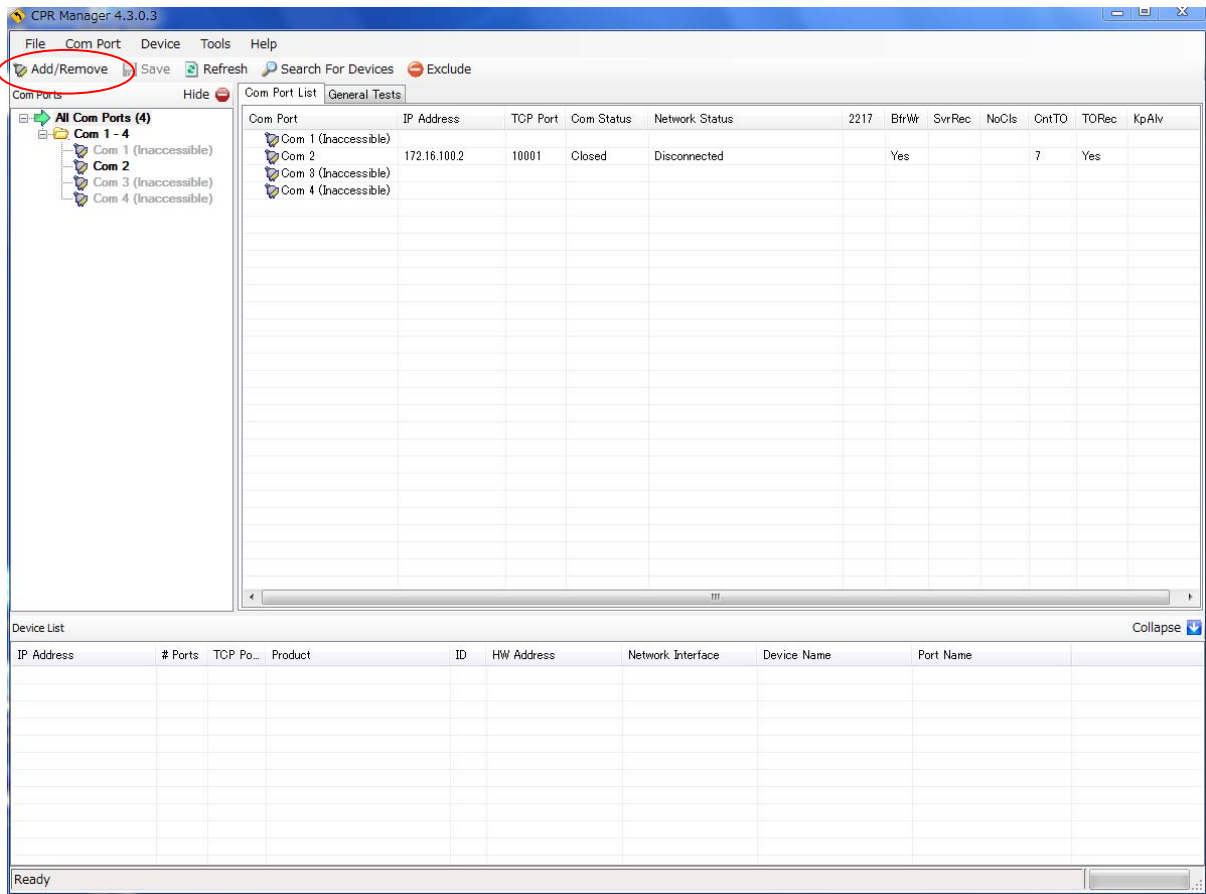 CPR Manager 4.3.0.3
File Com Port Device Tools Help
Add/Remove Save Refresh Search For Devices Exclude
Com Ports Hide Com Port List General Tests
All Com Ports (4)
Com 1 - 4
Com 1 (Inaccessible)
Com 2
Com 3 (Inaccessible)
Com 4 (Inaccessible)
Com Port IP Address TCP Port Com Status Network Status 2217 BfrWr SvrRec NoCls CntTO TORec KpAlv
Com 1 (Inaccessible)
Com 2 172.16.100.2 10001 Closed Disconnected Yes 7 Yes
Com 3 (Inaccessible)
Com 4 (Inaccessible)
Device List Collapse
IP Address # Ports TCP Po... Product ID HW Address Network Interface Device Name Port Name
Ready